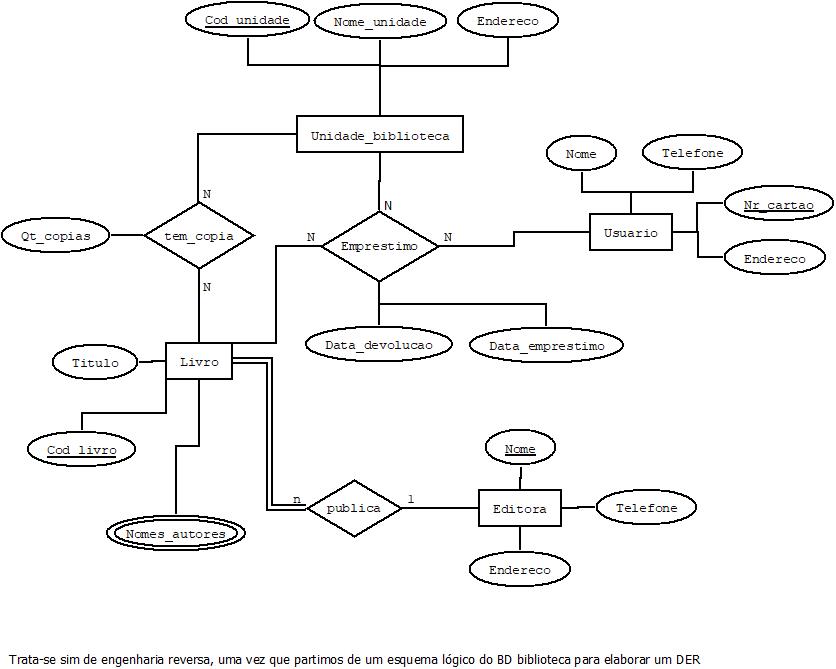 Cod_unidade
Nome_unidade
Endereco
Unidade_biblioteca
Nome
Telefone
N
Nr_cartao
N
Qt_copias
tem_copia
N
Emprestimo
N
Usuario
Endereco
N
Data_devolucao
Data_emprestimo
Titulo
Livro
Cod_livro
Nome
n
publica
1
Editora
Telefone
Nomes_autores
Endereco
Trata-se sim de engenharia reversa, uma vez que partimos de um esquema lógico do BD biblioteca para elaborar um DER